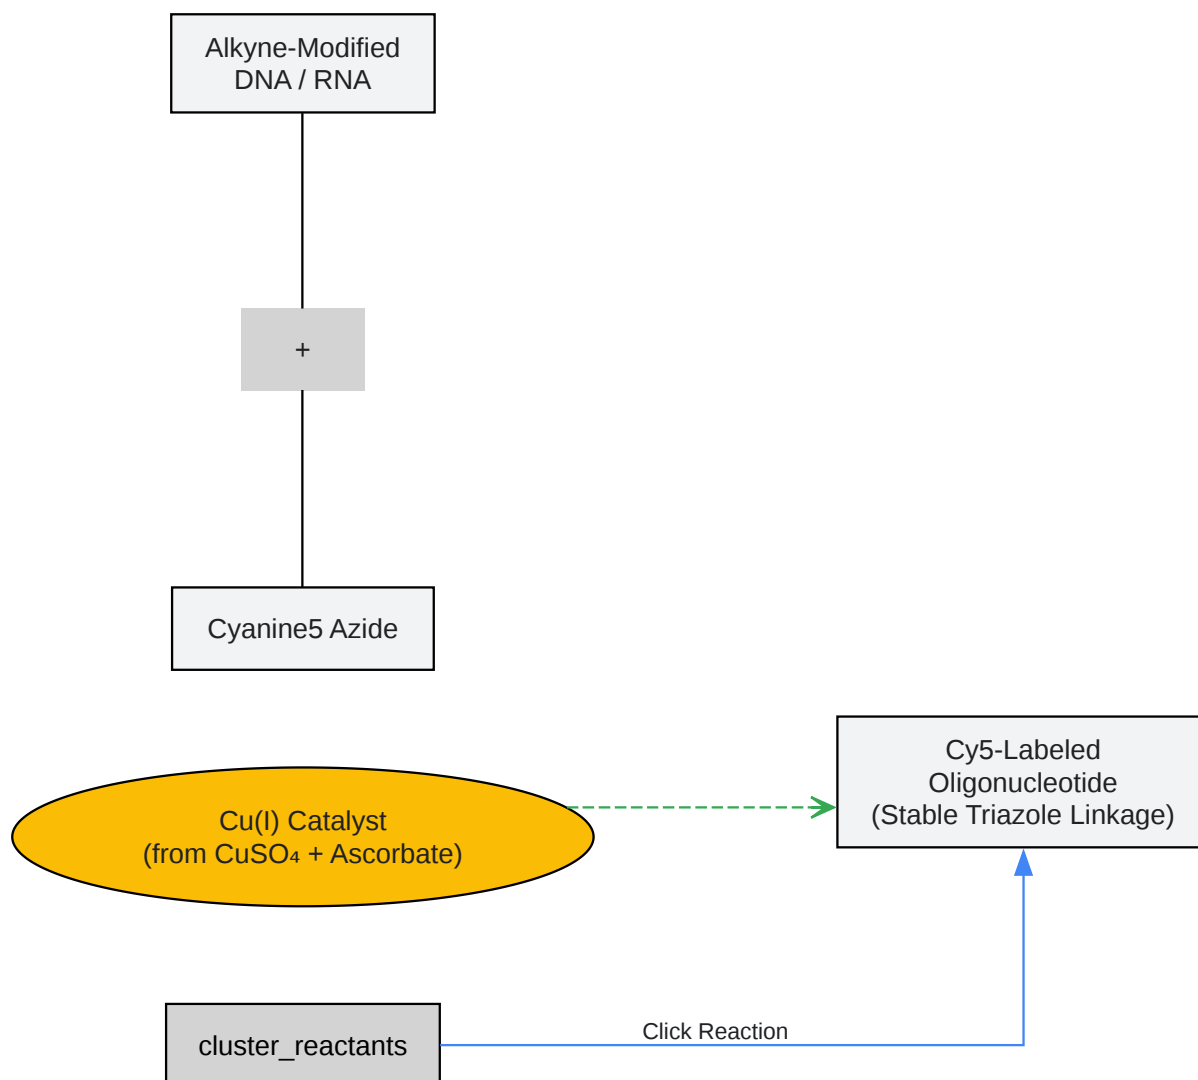 Alkyne-Modified
DNA / RNA
+
Cyanine5 Azide
Cy5-Labeled
Oligonucleotide
(Stable Triazole Linkage)
Cu(I) Catalyst
(from CuSO₄ + Ascorbate)
Click Reaction
cluster_reactants